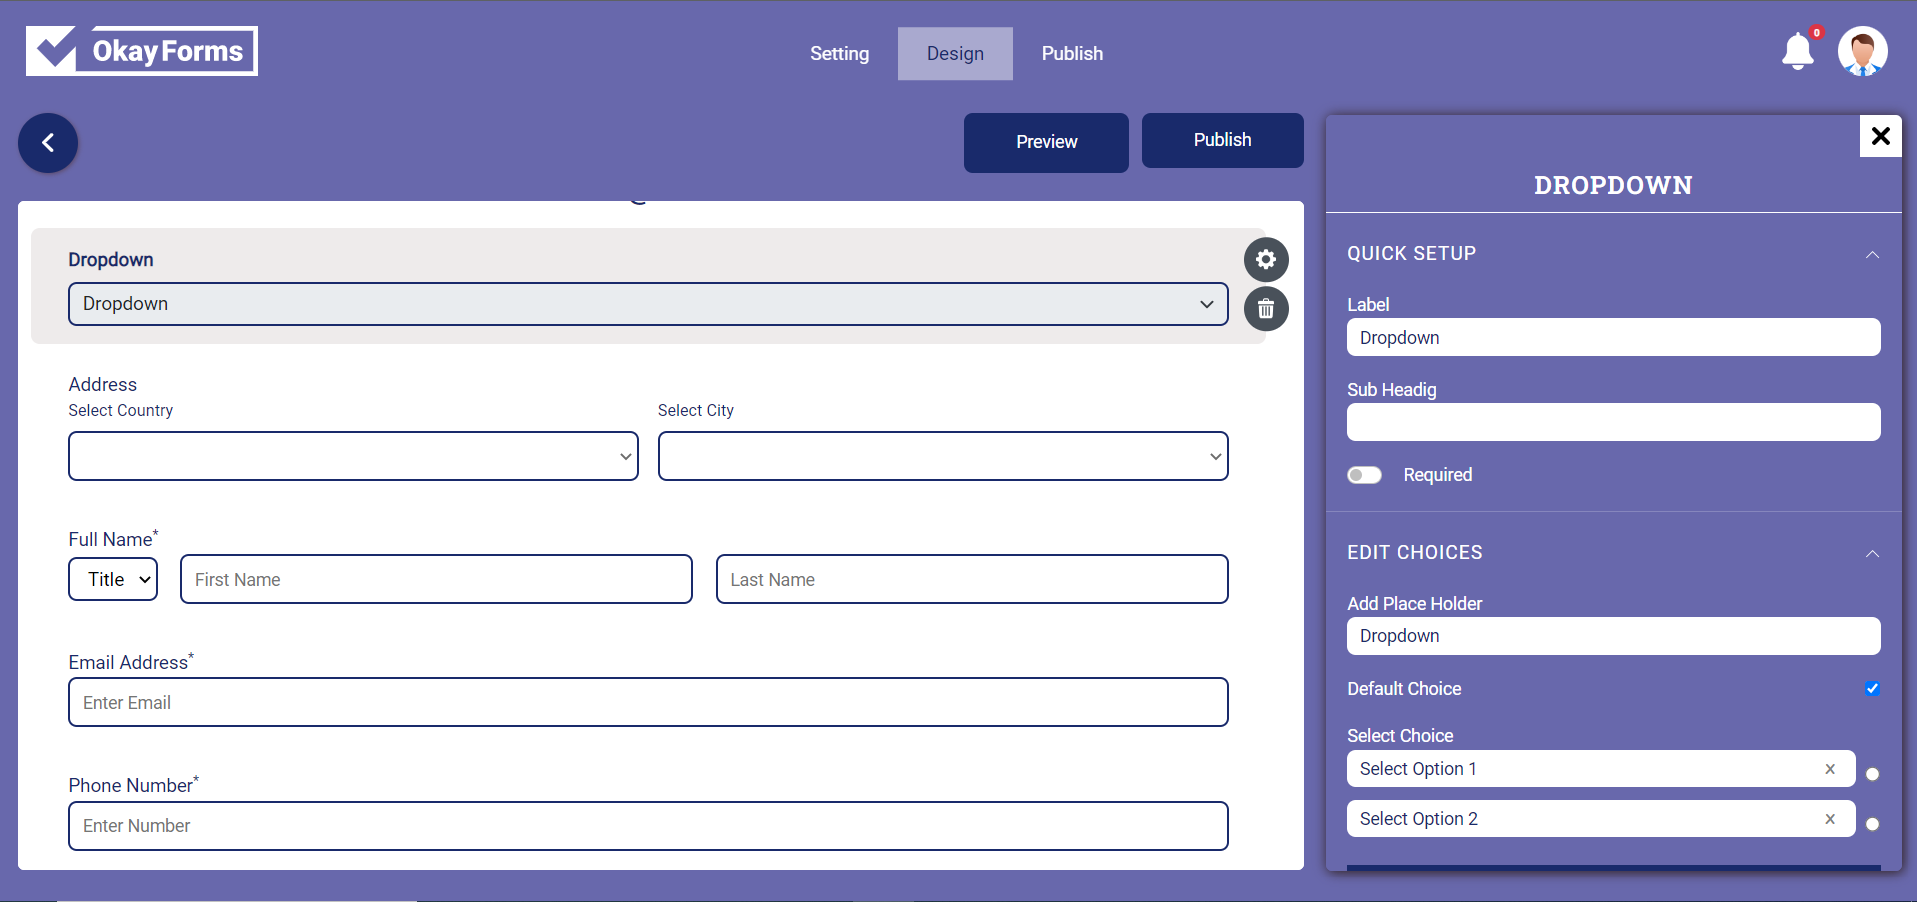 OkayForms
Setting
Design
Publish
0
Preview
Publish
Dropdown
Dropdown
Address
Select Country
Select City
Full Name*
Title
First Name
Last Name
Email Address*
Enter Email
Phone Number*
Enter Number
DROPDOWN
QUICK SETUP
Label
Dropdown
Sub Headig
Required
EDIT CHOICES
Add Place Holder
Dropdown
Default Choice
Select Choice
Select Option 1 x
Select Option 2 x